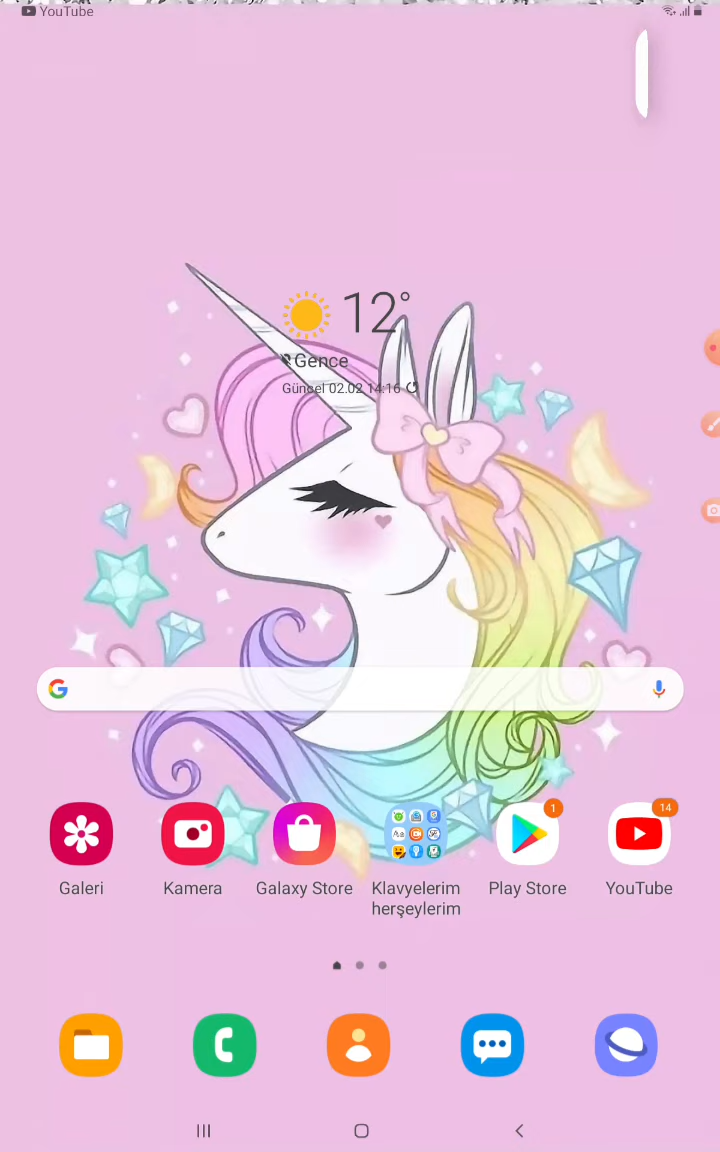 YouTube
12°
Gence
Güncel 02.02 14:16
1
14
Galeri
Kamera
Galaxy Store
Klavyelerim
herşeylerim
Play Store
YouTube